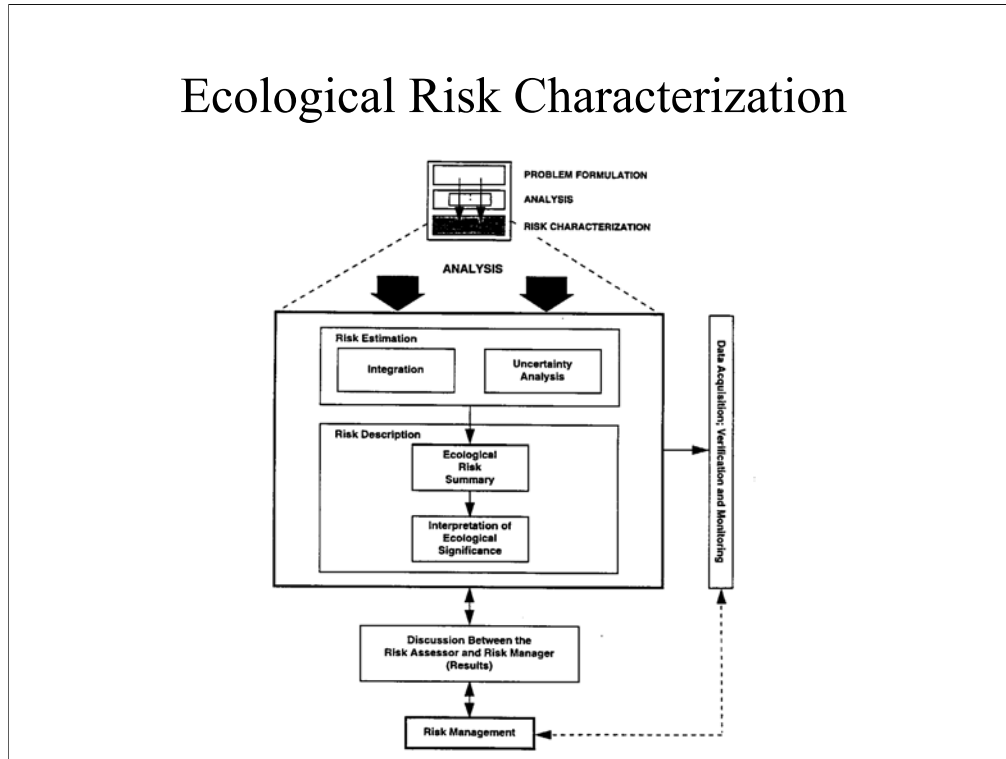 Ecological Risk Characterization
PROBLEM FORMULATION
ANALYSIS
RISK CHARACTERIZATION
ANALYSIS
Risk Estimation
Integration
Uncertainty
Analysis
Risk Description
Ecological
Risk
Summary
Interpretation of
Ecological
Significance
Data Acquisition; Verification and Monitoring
Discussion Between the
Risk Assessor and Risk Manager
(Results)
Risk Management